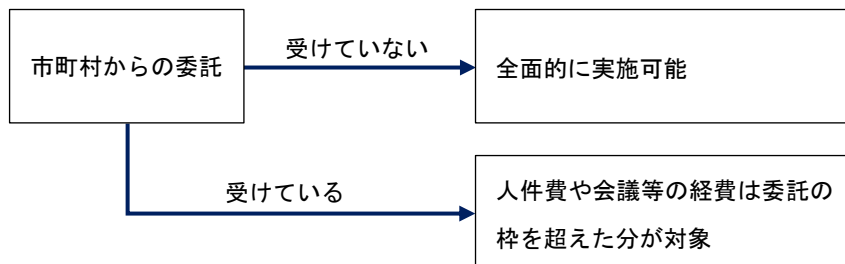 市町村からの委託
受けていない
全面的に実施可能
受けている
人件費や会議等の経費は委託の
枠を超えた分が対象